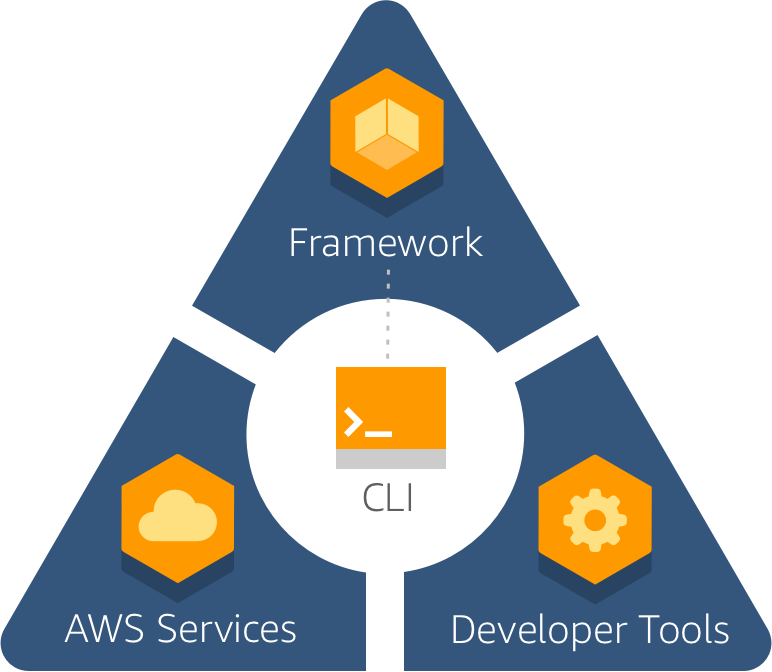 Framework
CLI
AWS Services
Developer Tools